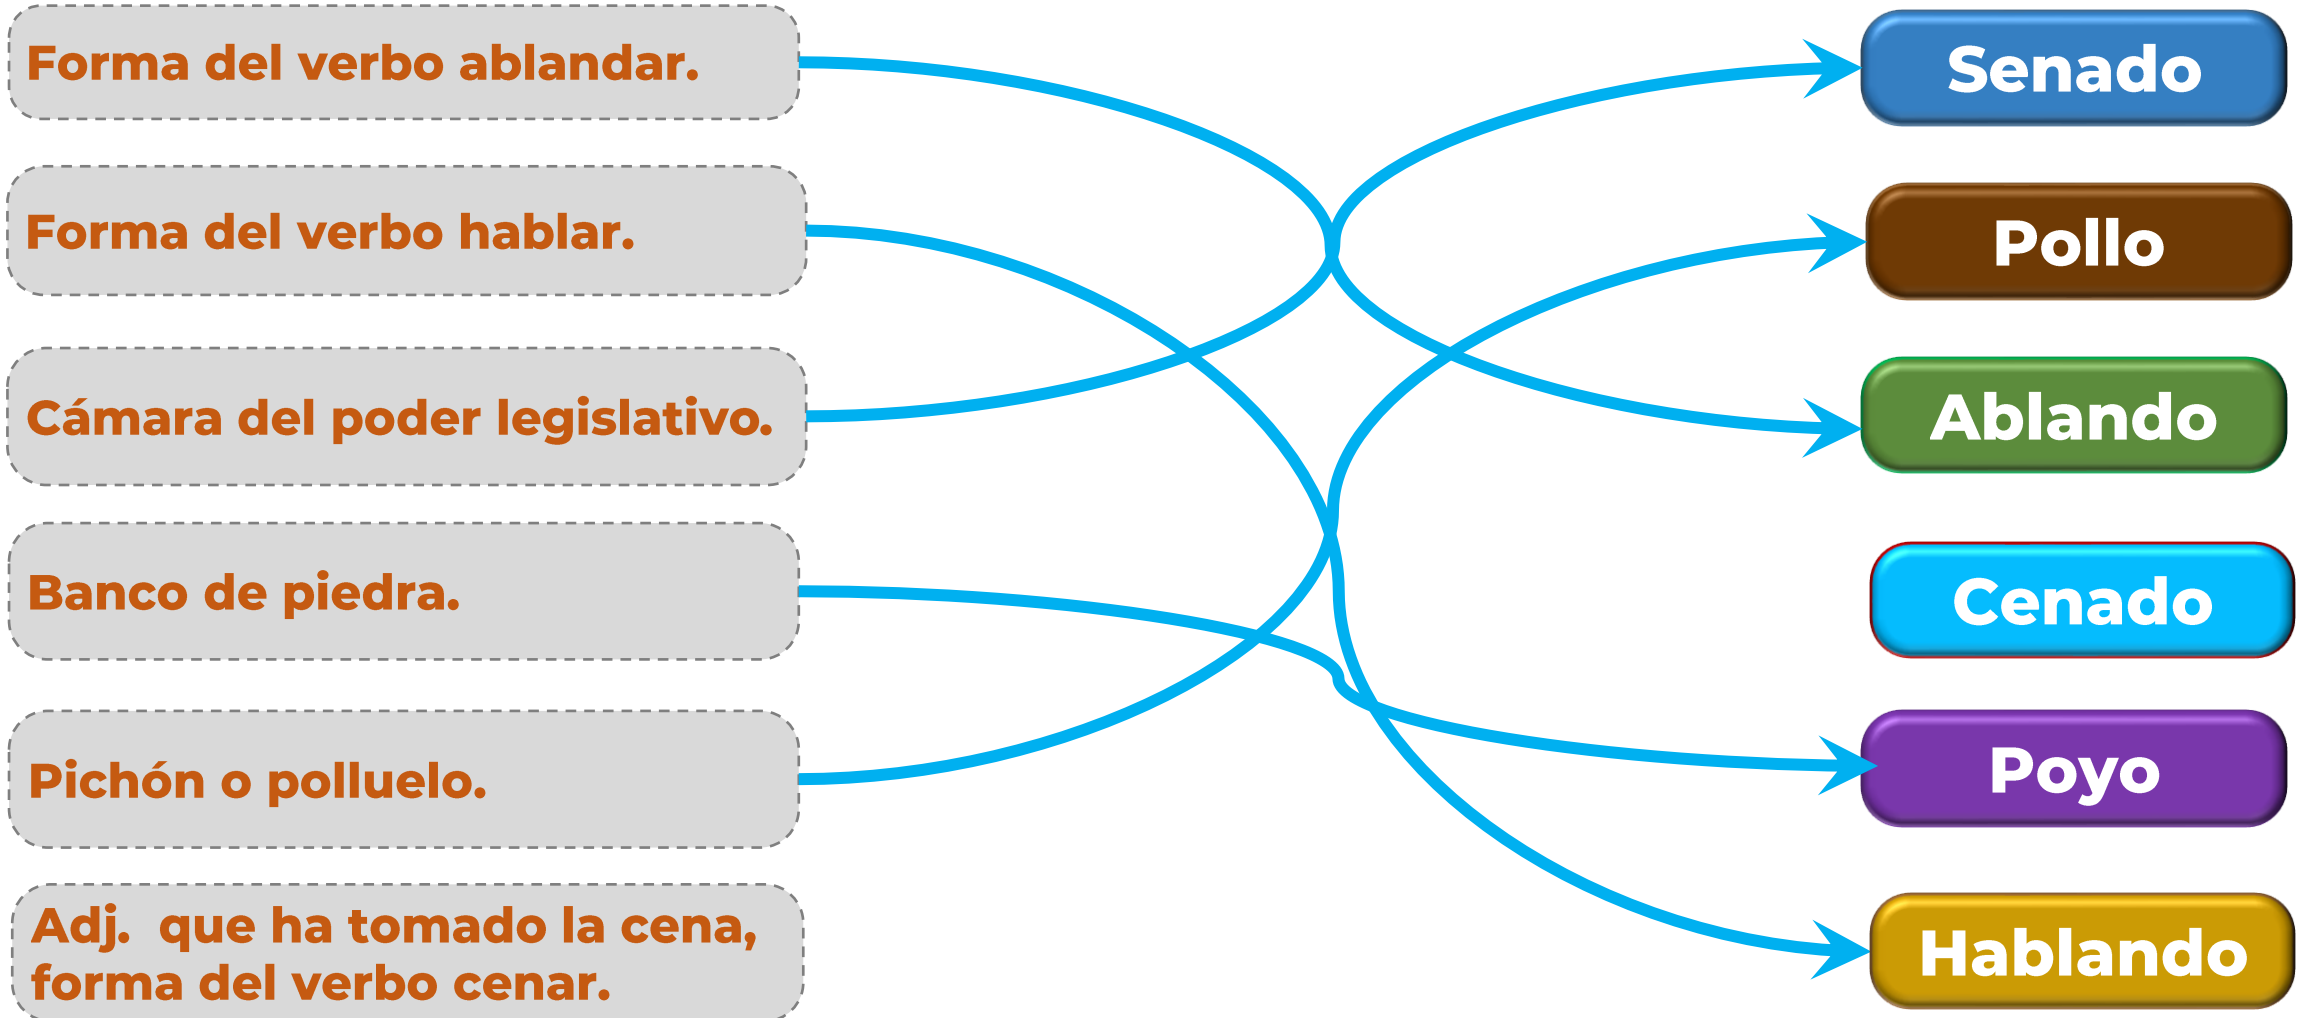 Forma del verbo ablandar.
Forma del verbo hablar.
Cámara del poder legislativo.
Banco de piedra.
Pichón o polluelo.
Adj.  que ha tomado la cena,
forma del verbo cenar.
Senado
Pollo
Ablando
Cenado
Poyo
Hablando